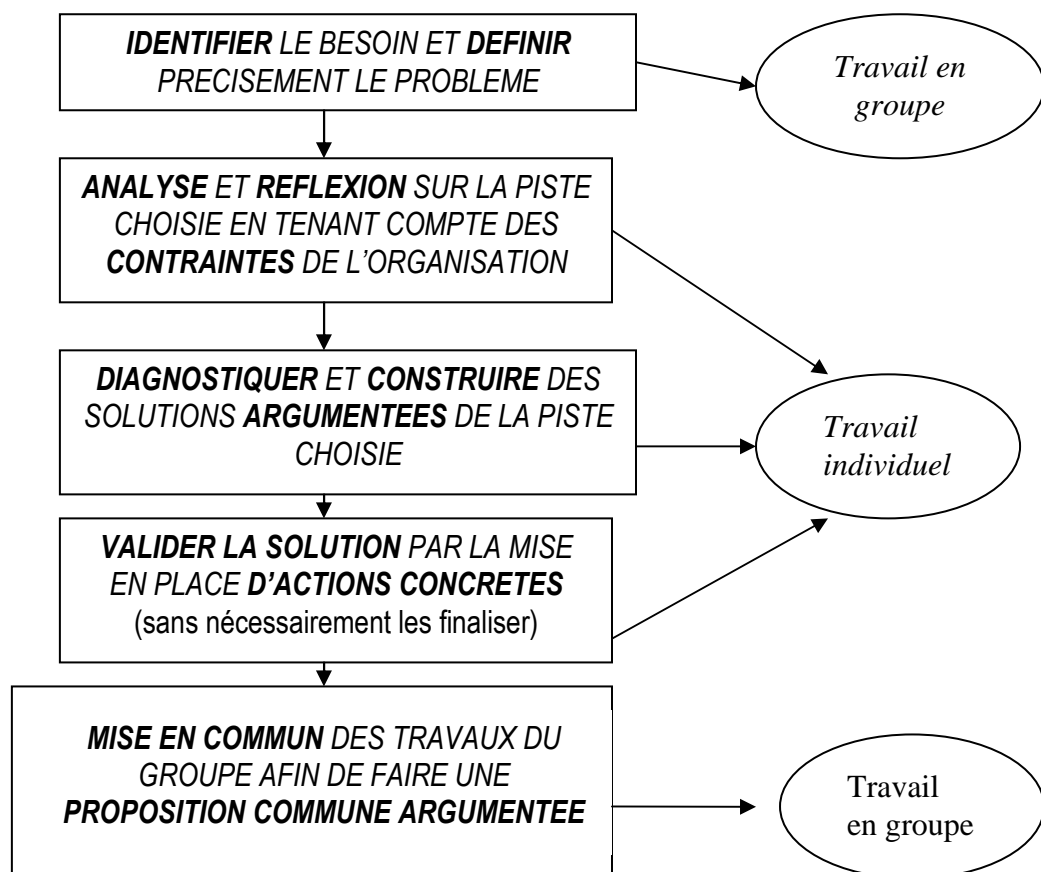 IDENTIFIER LE BESOIN ET DEFINIR
PRECISEMENT LE PROBLEME
Travail en
groupe
ANALYSE ET REFLEXION SUR LA PISTE
CHOISIE EN TENANT COMPTE DES
CONTRAINTES DE L'ORGANISATION
DIAGNOSTIQUER ET CONSTRUIRE DES
SOLUTIONS ARGUMENTEES DE LA PISTE
CHOISIE
Travail
individuel
VALIDER LA SOLUTION PAR LA MISE
EN PLACE D'ACTIONS CONCRETES
(sans nécessairement les finaliser)
MISE EN COMMUN DES TRAVAUX DU
GROUPE AFIN DE FAIRE UNE
PROPOSITION COMMUNE ARGUMENTEE
Travail
en groupe